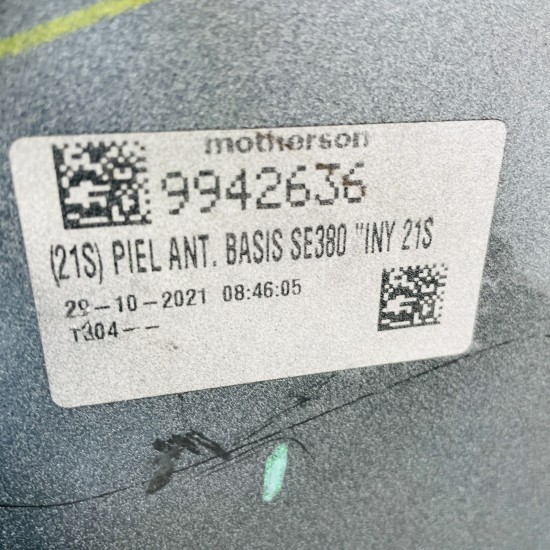 motherson
9942636
(21S) PIEL ANT. BASIS SE380 "INY 21S
29-10-2021 08:46:05
T304--